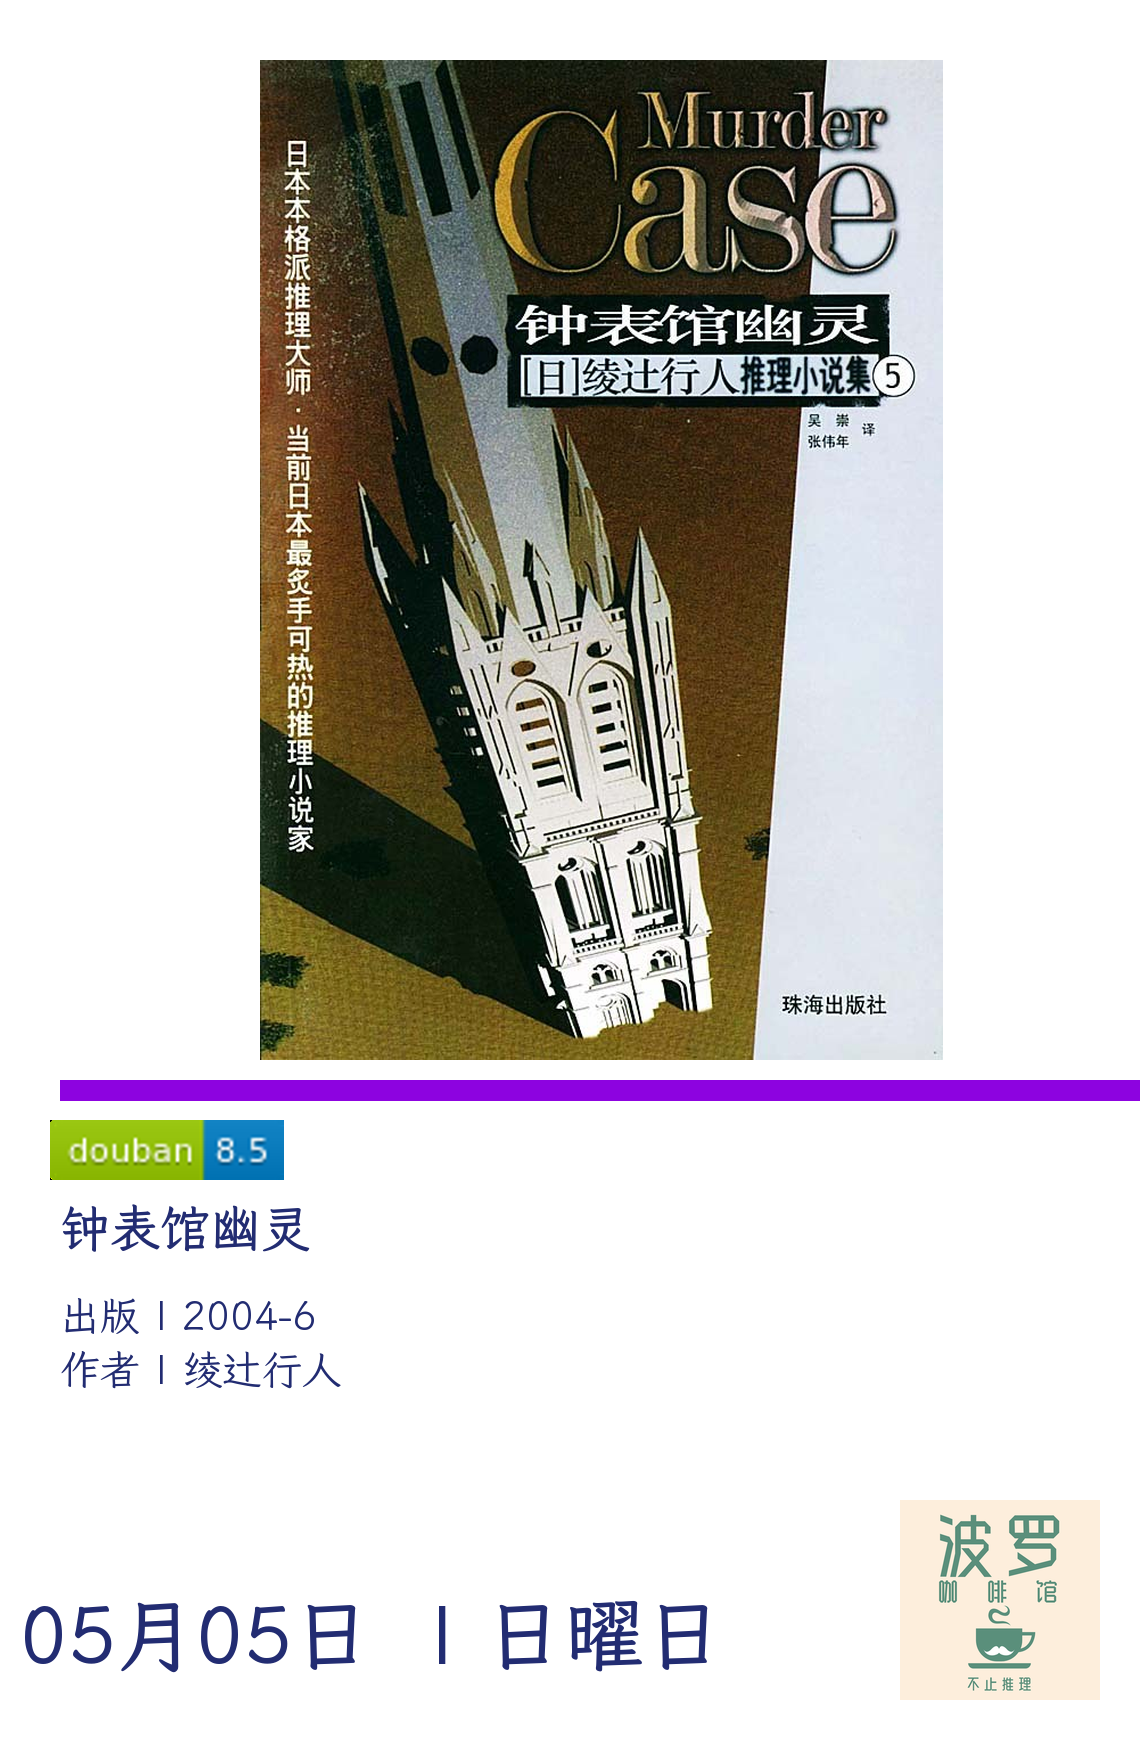 Murder
Case
日本本格派推理大师·当前日本最炙手可热的推理小说家
钟表馆幽灵
[日]绫辻行人推理小说集⑤
吴 崇
张伟年 译
珠海出版社
douban 8.5
钟表馆幽灵
出版 | 2004-6
作者 | 绫辻行人
05月05日 | 日曜日
波罗
咖啡馆
不止推理